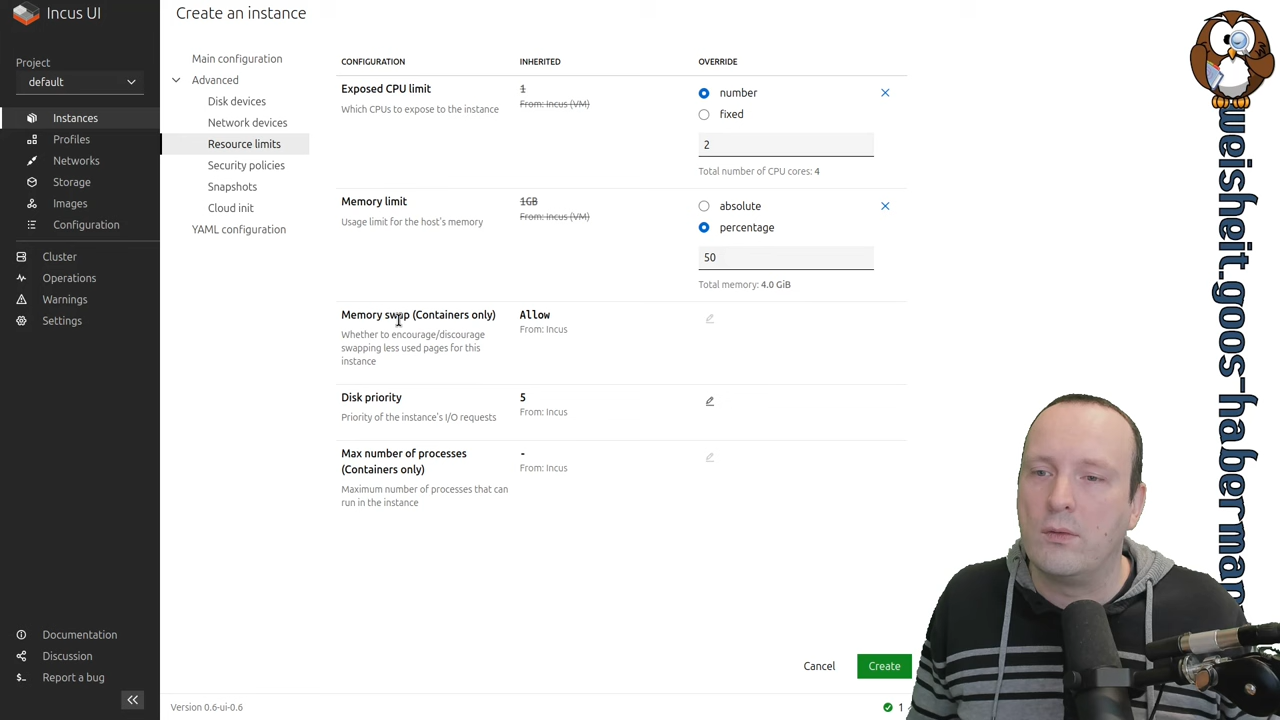 Incus UI
Project
default
Instances
Profiles
Networks
Storage
Images
Configuration
Cluster
Operations
Warnings
Settings
Documentation
Discussion
Report a bug
Create an instance
Main configuration
Advanced
Disk devices
Network devices
Resource limits
Security policies
Snapshots
Cloud init
YAML configuration
CONFIGURATION INHERITED OVERRIDE
Exposed CPU limit
Which CPUs to expose to the instance
1
From: Incus (VM)
number
fixed
2
Total number of CPU cores: 4
Memory limit
Usage limit for the host's memory
1GB
From: Incus (VM)
absolute
percentage
50
Total memory: 4.0 GiB
Memory swap (Containers only)
Whether to encourage/discourage
swapping less used pages for this
instance
Allow
From: Incus
Disk priority
Priority of the instance's I/O requests
5
From: Incus
Max number of processes
(Containers only)
Maximum number of processes that can
run in the instance
-
From: Incus
Cancel
Create
Version 0.6-ui-0.6
1
weisheit.goos-haberman